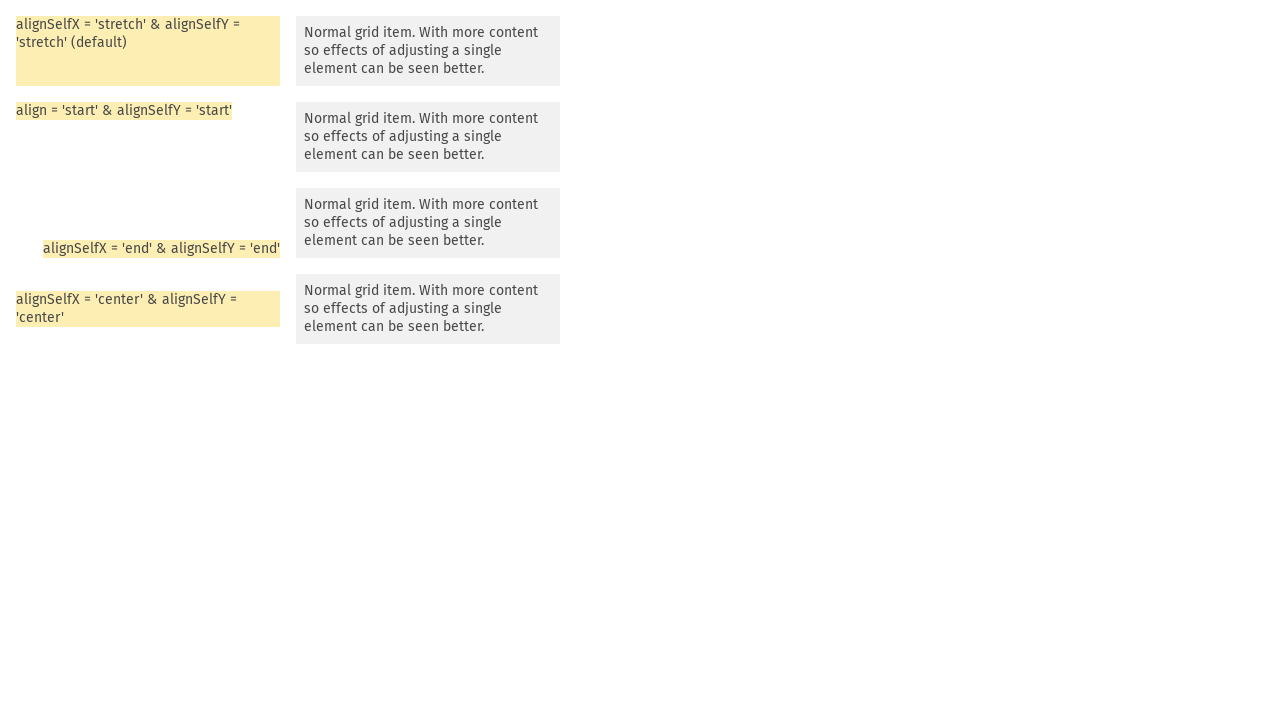 alignSelfX = 'stretch' & alignSelfY =
'stretch' (default)
Normal grid item. With more content
so effects of adjusting a single
element can be seen better.
align = 'start' & alignSelfY = 'start'
Normal grid item. With more content
so effects of adjusting a single
element can be seen better.
alignSelfX = 'end' & alignSelfY = 'end'
Normal grid item. With more content
so effects of adjusting a single
element can be seen better.
alignSelfX = 'center' & alignSelfY =
'center'
Normal grid item. With more content
so effects of adjusting a single
element can be seen better.